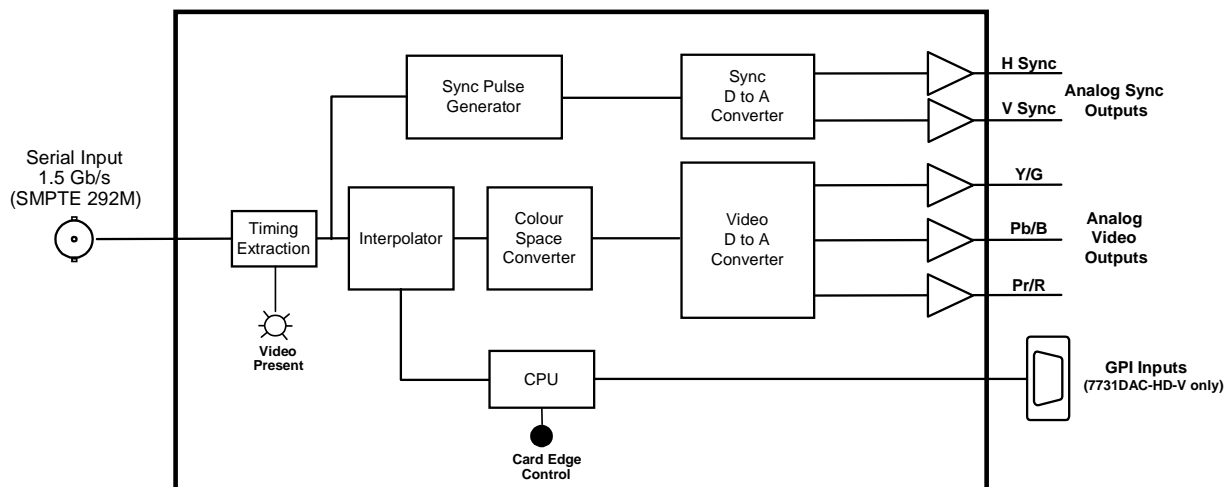 Sync Pulse
Generator
Sync
D to A
Converter
H Sync
V Sync
Analog Sync
Outputs
Serial Input
1.5 Gb/s
(SMPTE 292M)
Timing
Extraction
Interpolator
Colour
Space
Converter
Video
D to A
Converter
Y/G
Pb/B
Pr/R
Analog
Video
Outputs
Video
Present
CPU
Card Edge
Control
GPI Inputs
(7731DAC-HD-V only)